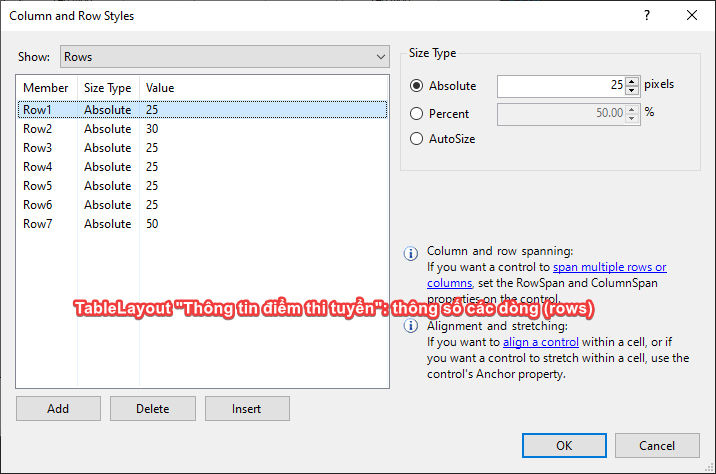 Column and Row Styles
?
Show: Rows
Member Size Type Value
Row1 Absolute 25
Row2 Absolute 30
Row3 Absolute 25
Row4 Absolute 25
Row5 Absolute 25
Row6 Absolute 25
Row7 Absolute 50
Add Delete Insert
Size Type
Absolute 25 pixels
Percent 50.00 %
AutoSize
Column and row spanning:
If you want a control to span multiple rows or
columns, set the RowSpan and ColumnSpan
properties on the control.
TableLayout "Thông tin điểm thi tuyển": thông số các dòng (rows)
Alignment and stretching:
If you want to align a control within a cell, or if
you want a control to stretch within a cell, use the
control's Anchor property.
OK Cancel